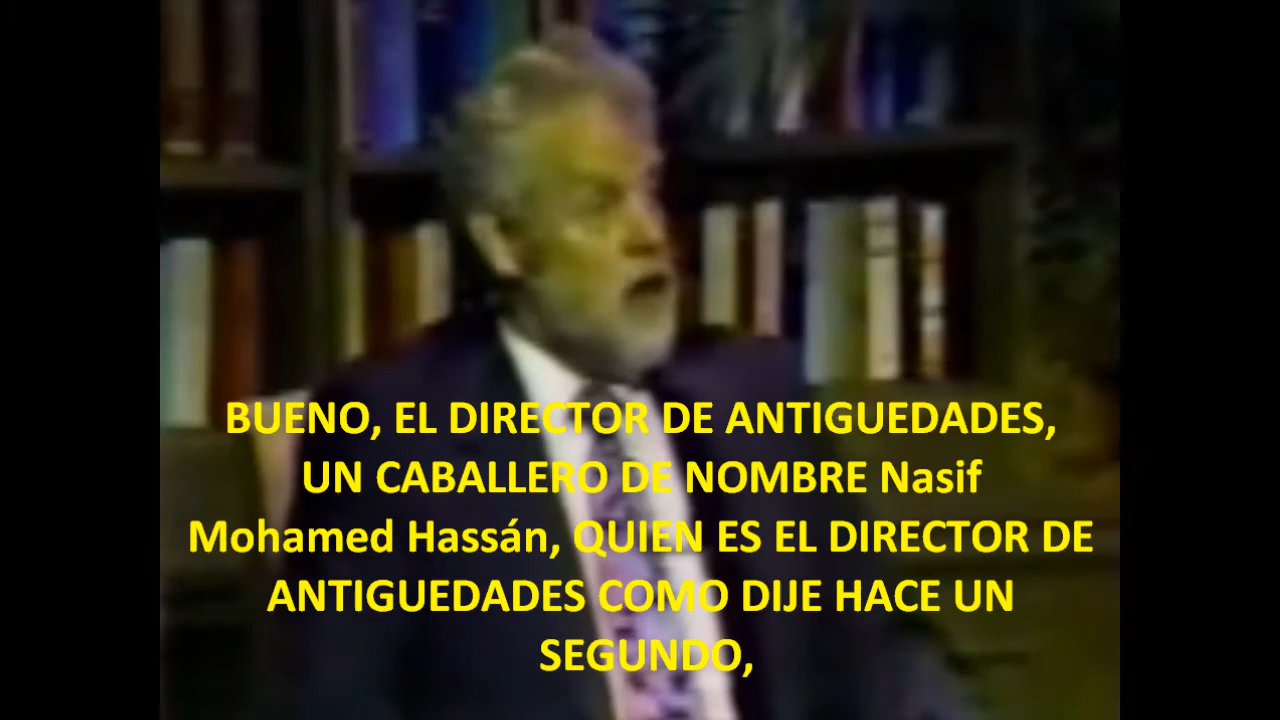 BUENO, EL DIRECTOR DE ANTIGUEDADES,
UN CABALLERO DE NOMBRE Nasif
Mohamed Hassán, QUIEN ES EL DIRECTOR DE
ANTIGUEDADES COMO DIJE HACE UN
SEGUNDO,